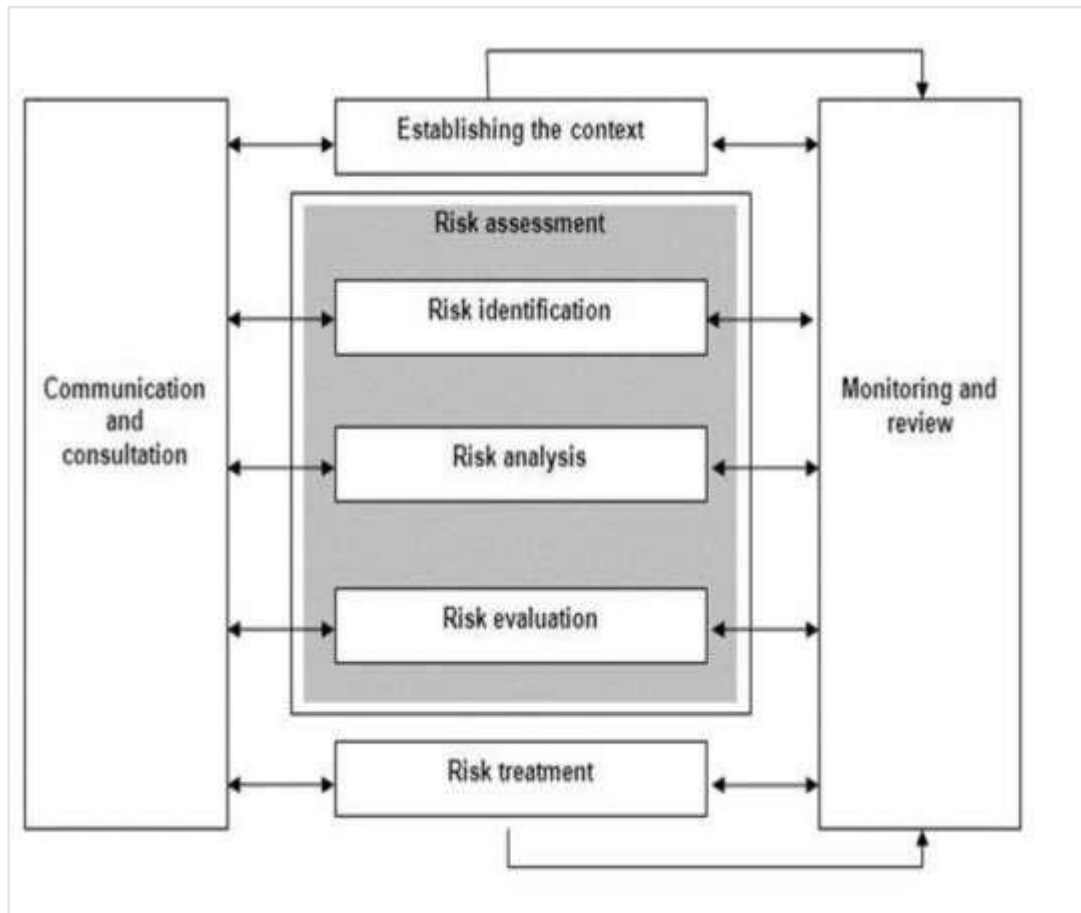 Establishing the context
Risk assessment
Risk identification
Communication
and
consultation
Monitoring and
review
Risk analysis
Risk evaluation
Risk treatment